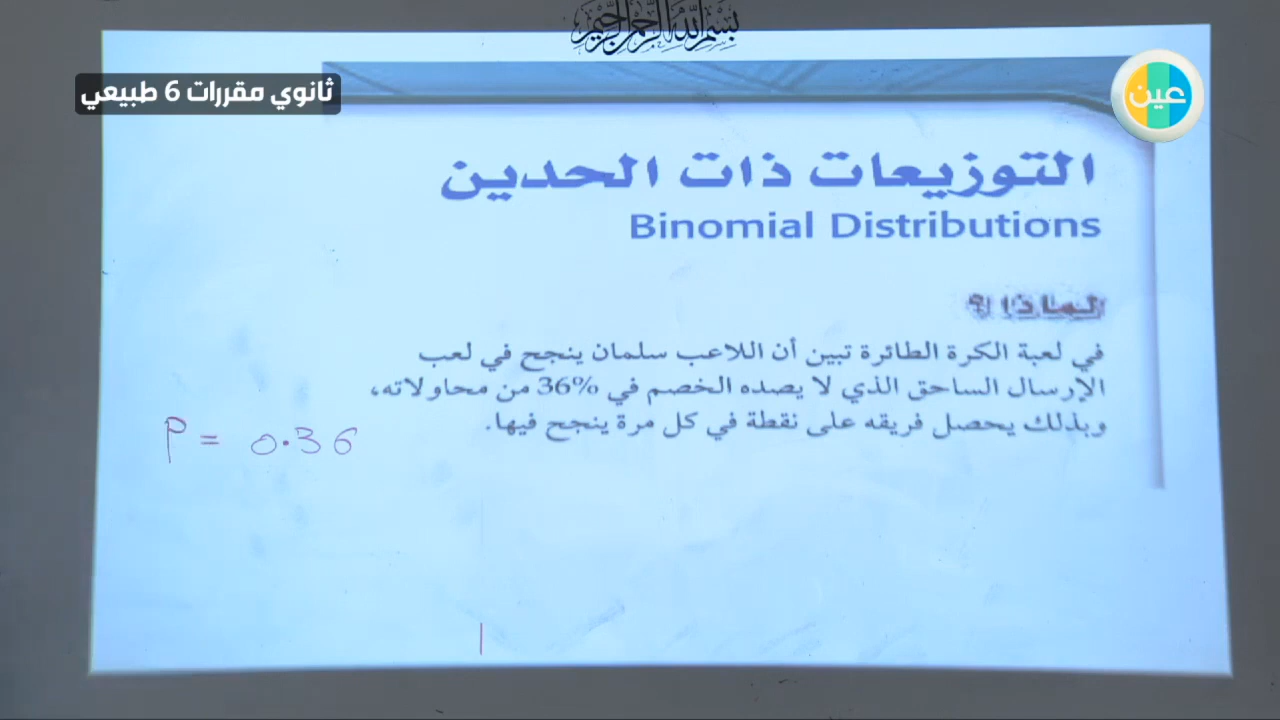 بسم الله الرحمن الرحيم
ثانوي مقررات 6 طبيعي
عين
التوزيعات ذات الحدين
Binomial Distributions
لماذا ؟
في لعبة الكرة الطائرة تبين أن اللاعب سلمان ينجح في لعب
الإرسال الساحق الذي لا يصده الخصم في 36% من محاولاته،
وبذلك يحصل فريقه على نقطة في كل مرة ينجح فيها.
P = 0.36